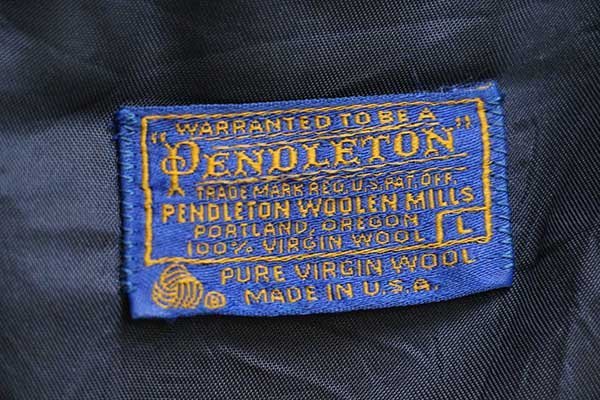 WARRANTED TO BE A
"PENDLETON"
TRADE MARK REG. U.S. PAT. OFF.
PENDLETON WOOLEN MILLS
PORTLAND, OREGON
100% VIRGIN WOOL L
PURE VIRGIN WOOL
® MADE IN U.S.A.